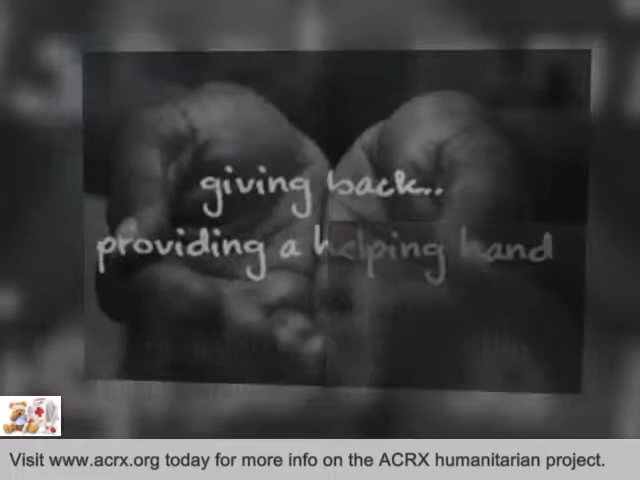 giving back..
providing a helping hand
Visit www.acrx.org today for more info on the ACRX humanitarian project.